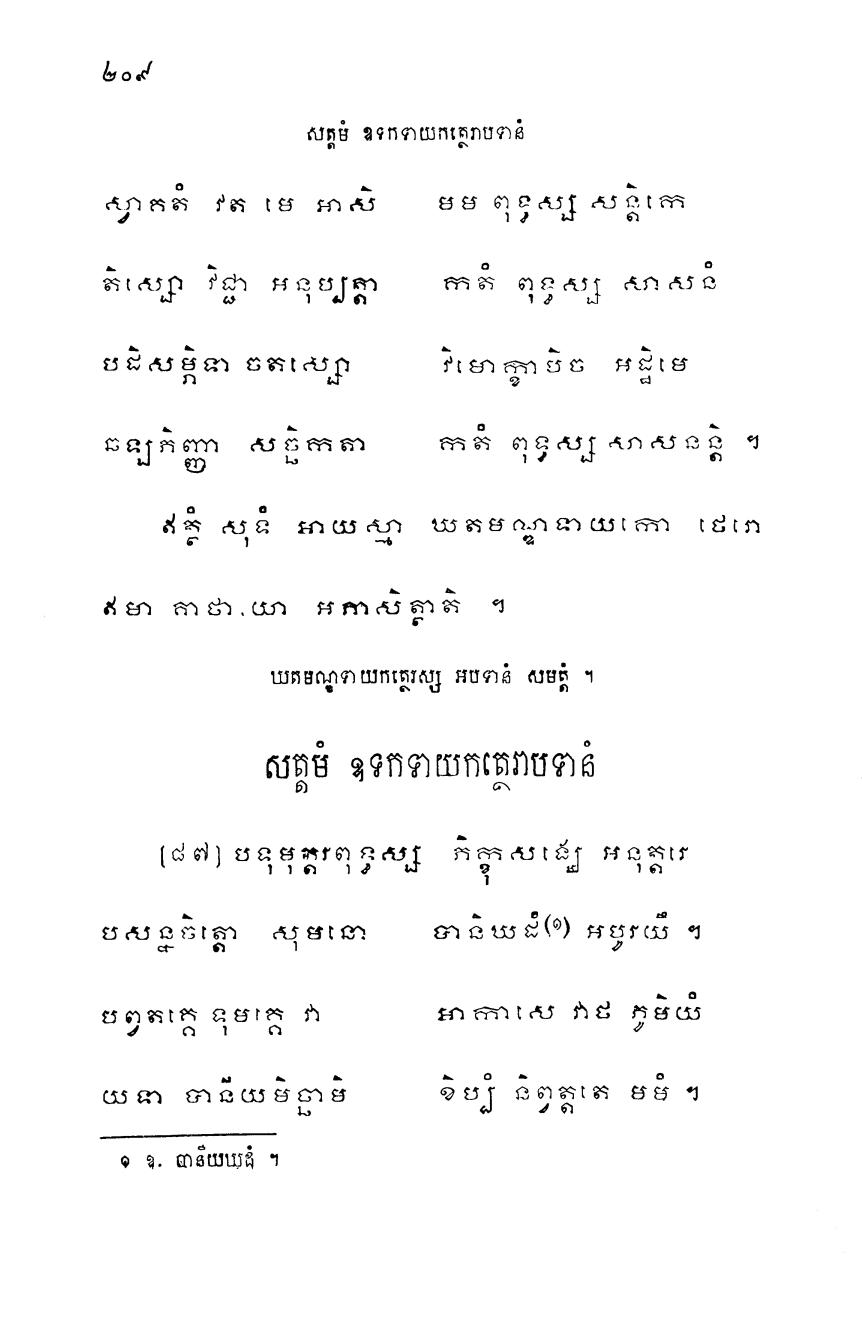 ២០៩
សត្តមំ ឧទកទាយកត្ថេរាបទានំ
ស្វាគតំ វត មេ អាសិ មម ពុទ្ធស្ស សន្តិកេ
តិស្សោ វិជ្ជា អនុប្បត្តា កតំ ពុទ្ធស្ស សាសនំ
បដិសម្ភិទា ចតស្សោ វិមោក្ខាបិច អដ្ឋិមេ
ឆឡភិញ្ញា សច្ឆិកតា កតំ ពុទ្ធស្ស សាសនន្តិ ។
ឥត្ថំ សុទំ អាយស្មា ឃតមណ្ឌទាយកោ ថេរោ
ឥមា គាថាយោ អភាសិត្ថាតិ ។
ឃតមណ្ឌទាយកត្ថេរស្ស អបទានំ សមត្តំ ។
សត្តមំ ឧទកទាយកត្ថេរាបទានំ
[៨៧] បទុមុត្តរពុទ្ធស្ស ភិក្ខុសង្ឃេ អនុត្តរេ
បសន្នចិត្តោ សុមនោ បានិឃដំ(១) អបូរយឹ ។
បព្វតគ្គេ ទុមគ្គេ វា អាកាសេ វាថ ភូមិយំ
យទា បានីយមិច្ឆាមិ ខិប្បំ និព្វត្តតេ មមំ ។
១ ឧ. បានីយឃដំ ។